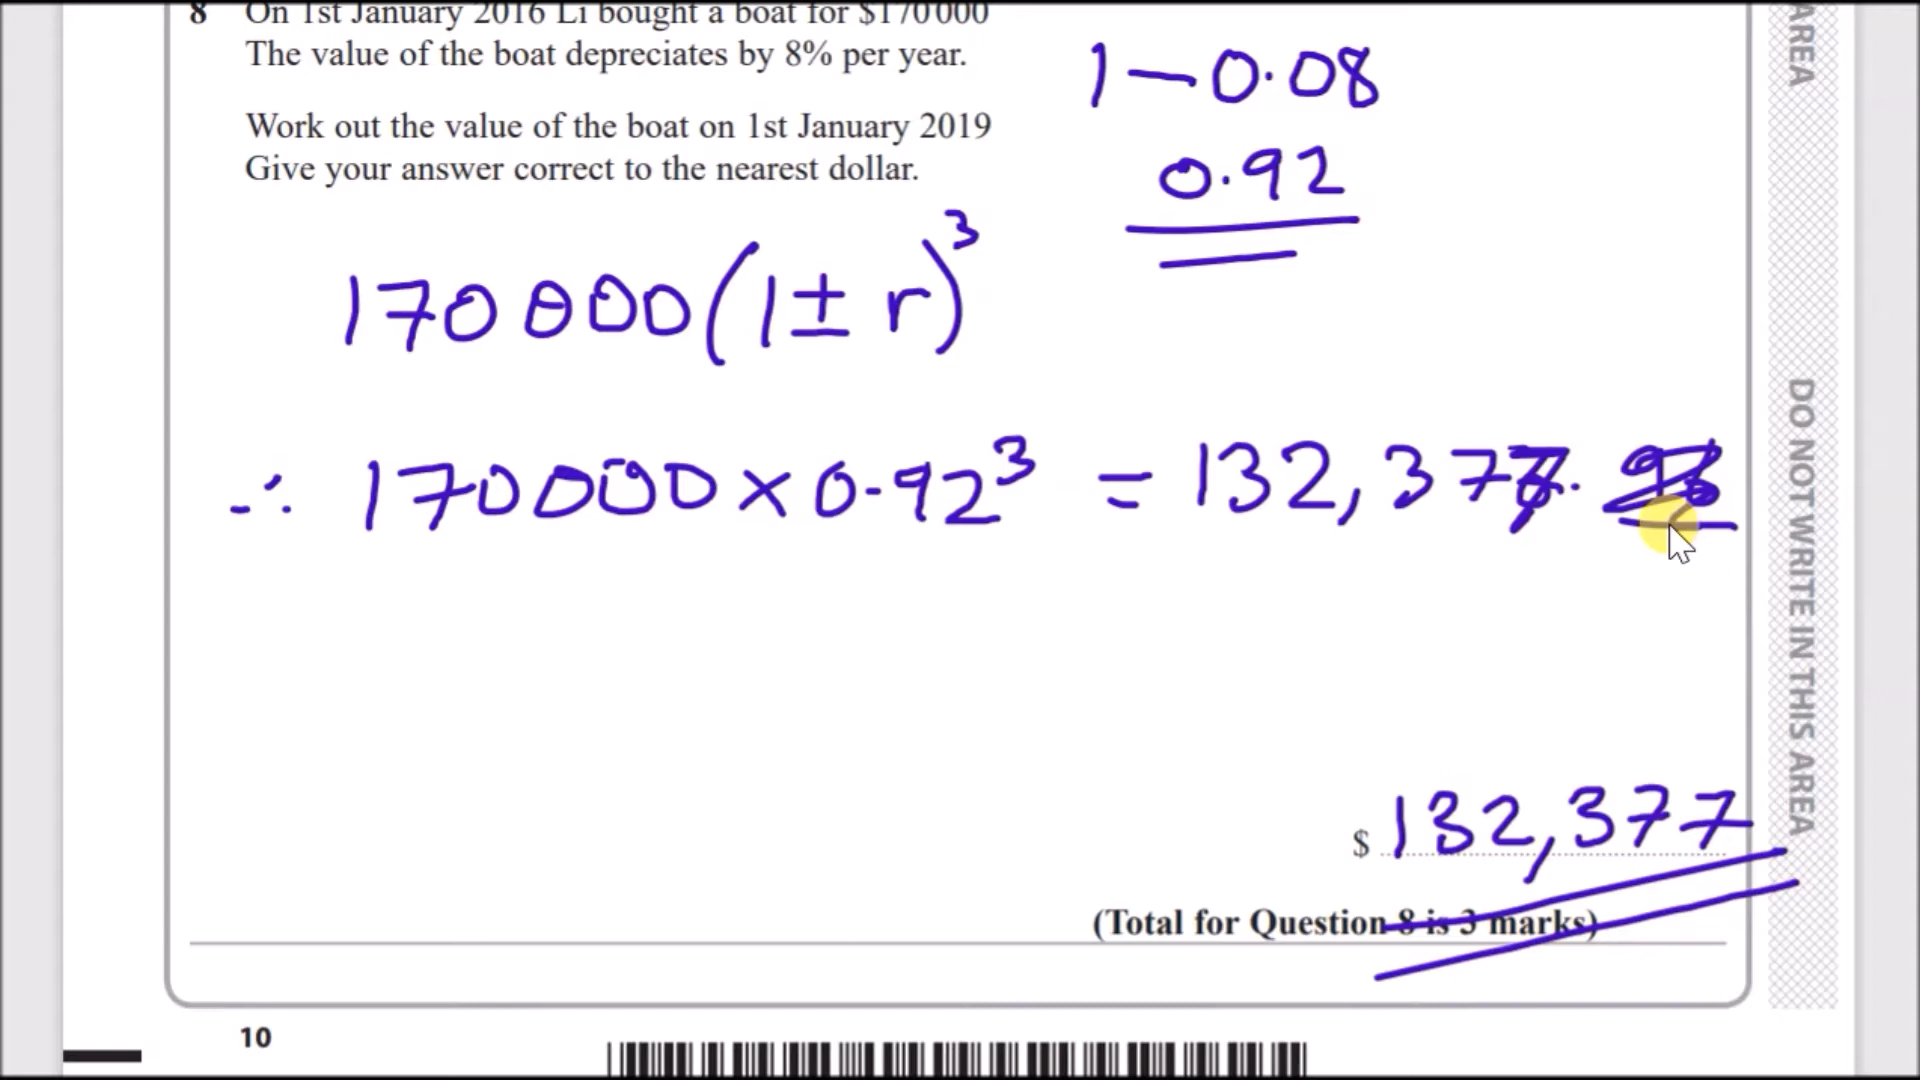 8 On 1st January 2016 Li bought a boat for $170 000
The value of the boat depreciates by 8% per year.
1 - 0.08
Work out the value of the boat on 1st January 2019
Give your answer correct to the nearest dollar.
0.92
170 000(1 ± r)³
∴ 170 000 × 0.92³ = 132,377.
$ 132,377
(Total for Question 8 is 3 marks)
10
AREA
DO NOT WRITE IN THIS AREA